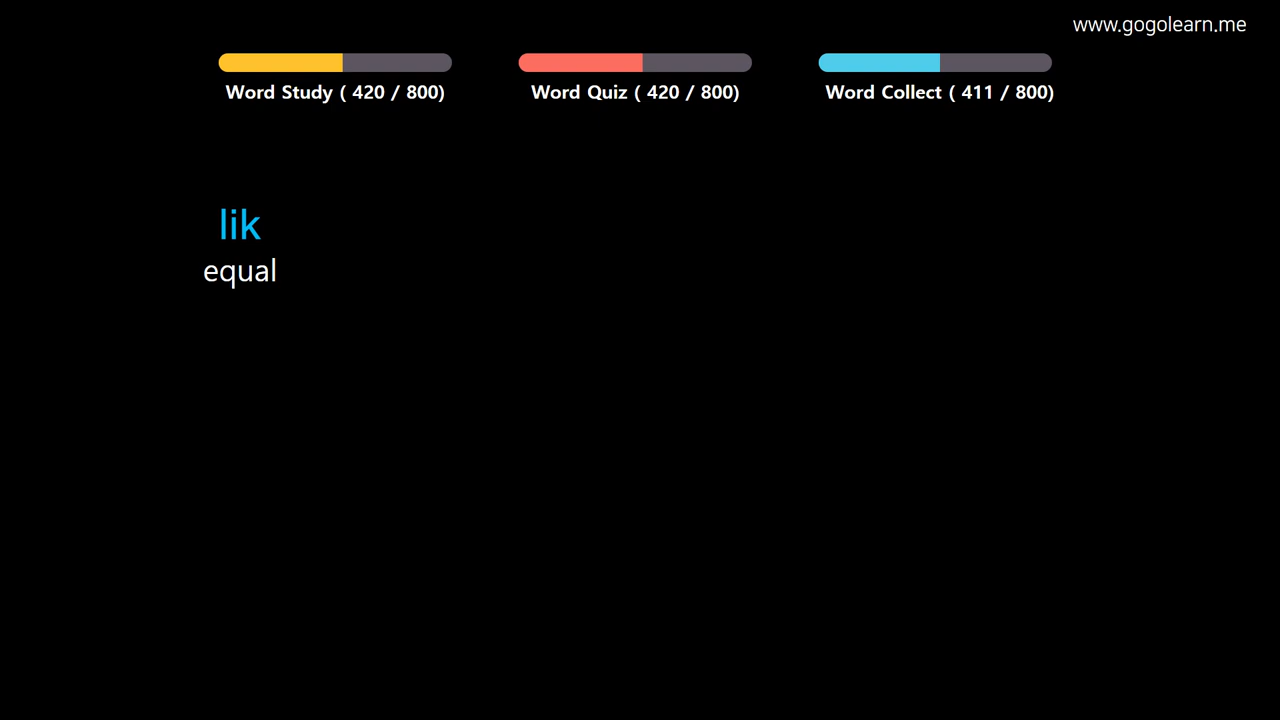 www.gogolearn.me
Word Study ( 420 / 800)
Word Quiz ( 420 / 800)
Word Collect ( 411 / 800)
lik
equal